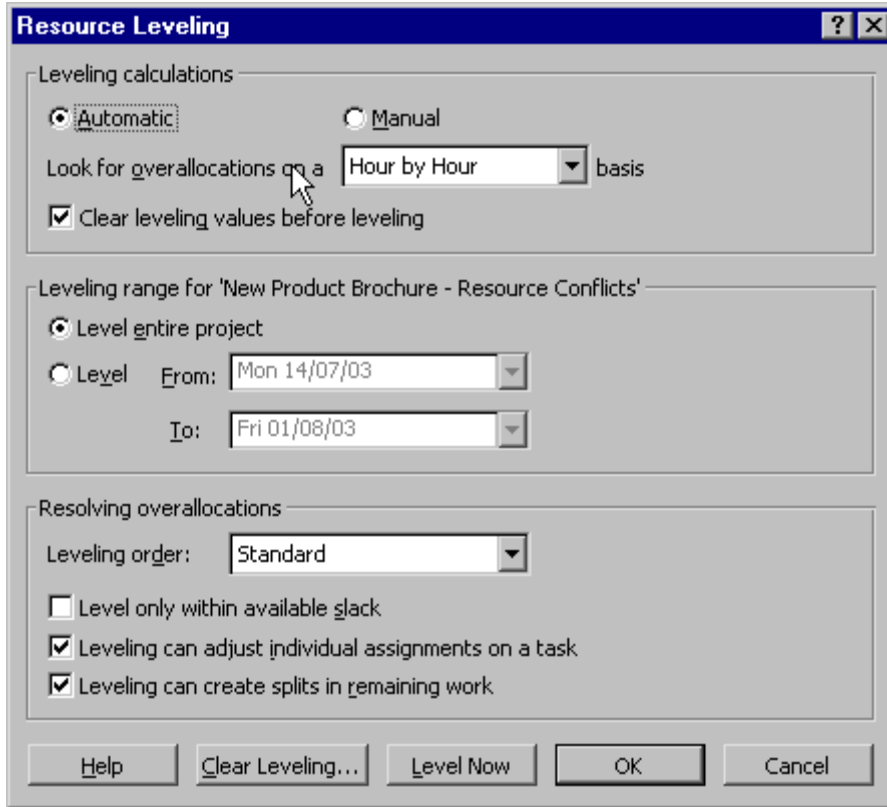 Resource Leveling
Leveling calculations
Automatic Manual
Look for overallocations on a Hour by Hour basis
Clear leveling values before leveling
Leveling range for 'New Product Brochure - Resource Conflicts'
Level entire project
Level From: Mon 14/07/03
To: Fri 01/08/03
Resolving overallocations
Leveling order: Standard
Level only within available slack
Leveling can adjust individual assignments on a task
Leveling can create splits in remaining work
Help Clear Leveling... Level Now OK Cancel